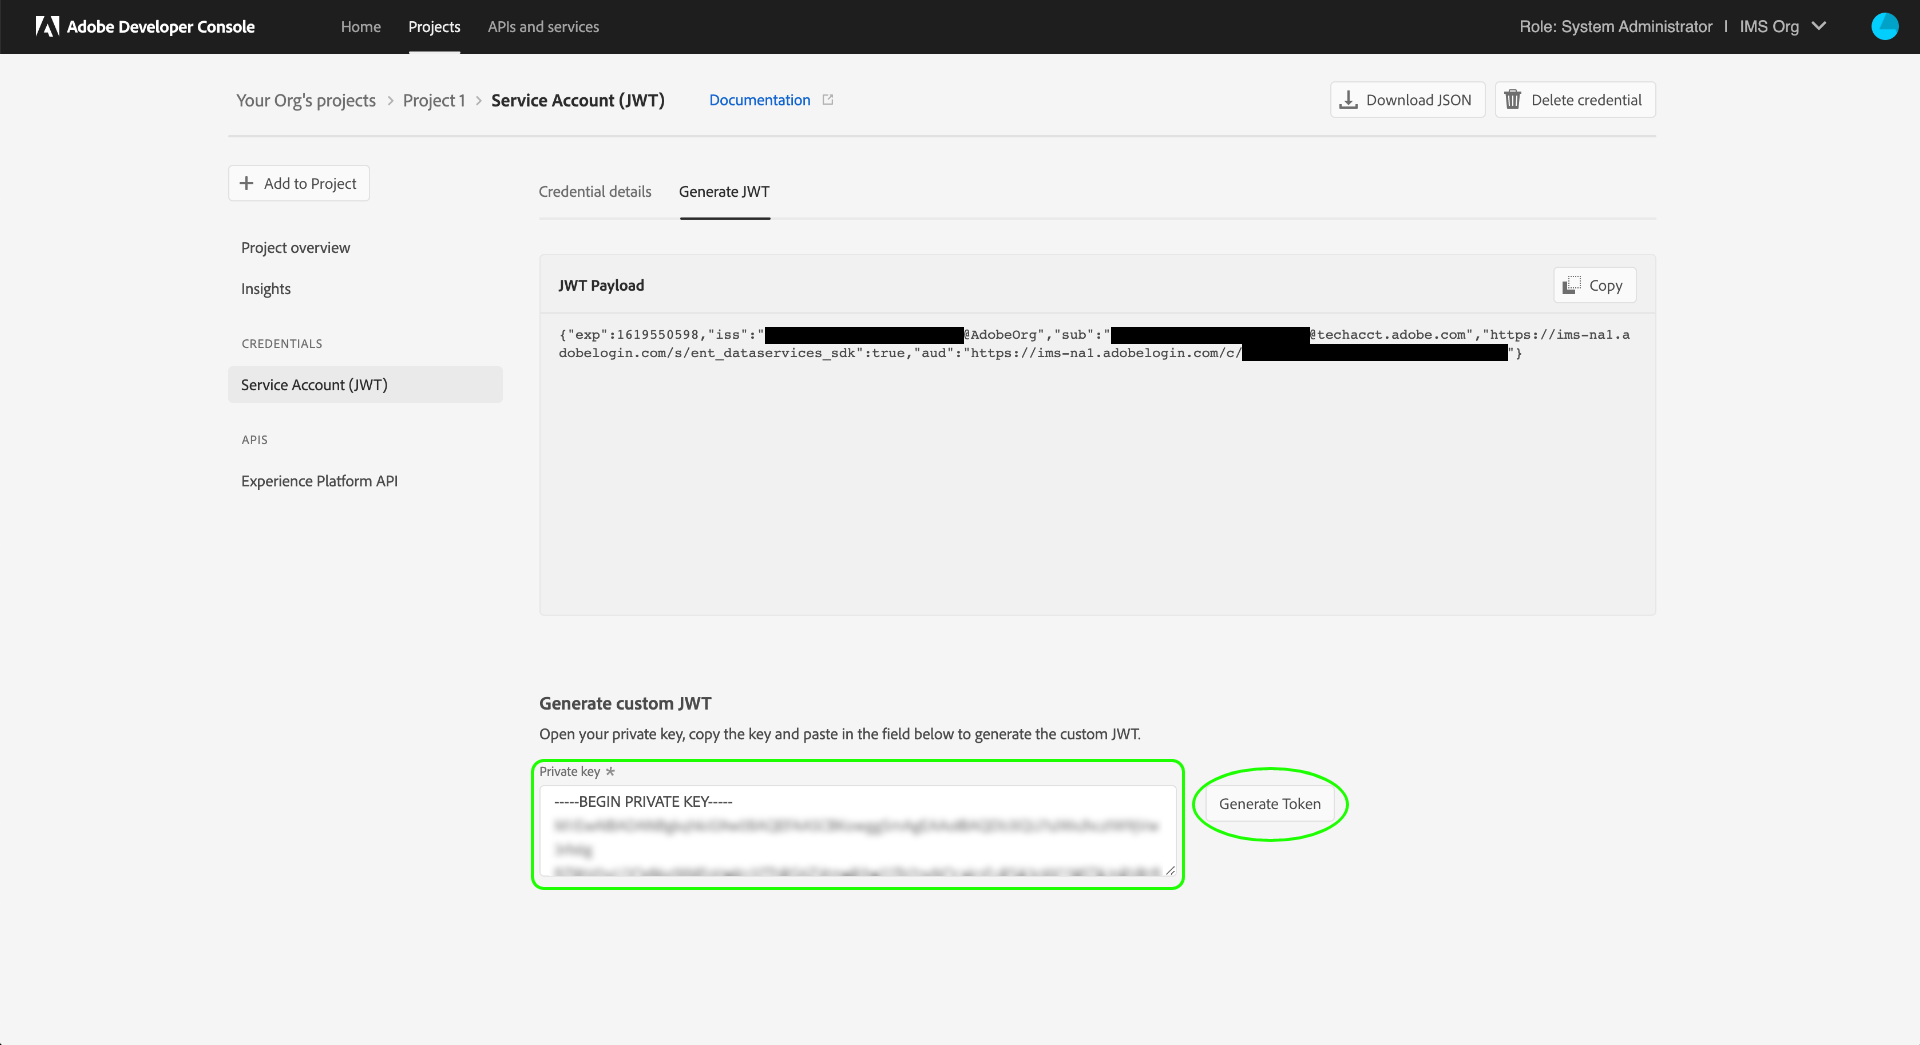 Adobe Developer Console
Home
Projects
APIs and services
Role: System Administrator | IMS Org
Your Org's projects > Project 1 > Service Account (JWT)
Documentation
Download JSON
Delete credential
Add to Project
Credential details
Generate JWT
Project overview
Insights
CREDENTIALS
Service Account (JWT)
APIS
Experience Platform API
JWT Payload
Copy
{"exp":1619550598,"iss":" @AdobeOrg","sub":" @techacct.adobe.com","https://ims-na1.a
dobelogin.com/s/ent_dataservices_sdk":true,"aud":"https://ims-na1.adobelogin.com/c/ "}
Generate custom JWT
Open your private key, copy the key and paste in the field below to generate the custom JWT.
Private key *
-----BEGIN PRIVATE KEY-----
Generate Token